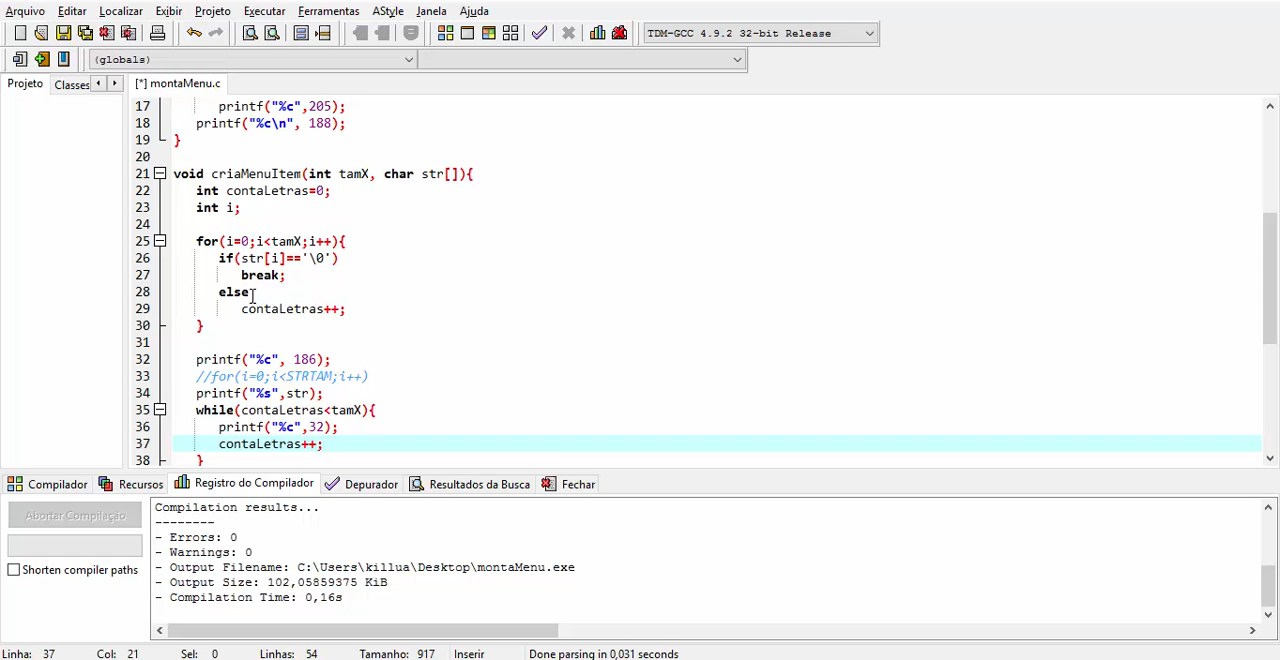 Arquivo Editar Localizar Exibir Projeto Executar Ferramentas AStyle Janela Ajuda
TDM-GCC 4.9.2 32-bit Release
(globals)
Projeto Classes [*] montaMenu.c
17 printf("%c",205);
18 printf("%c\n", 188);
19 }
20
21 void criaMenuItem(int tamX, char str[]){
22 int contaLetras=0;
23 int i;
24
25 for(i=0;i<tamX;i++){
26 if(str[i]=='\0')
27 break;
28 else
29 contaLetras++;
30 }
31
32 printf("%c", 186);
33 //for(i=0;i<STRTAM;i++)
34 printf("%s",str);
35 while(contaLetras<tamX){
36 printf("%c",32);
37 contaLetras++;
38 }
Compilador Recursos Registro do Compilador Depurador Resultados da Busca Fechar
Abortar Compilação
Shorten compiler paths
Compilation results...
--------
- Errors: 0
- Warnings: 0
- Output Filename: C:\Users\killua\Desktop\montaMenu.exe
- Output Size: 102,05859375 KiB
- Compilation Time: 0,16s
Linha: 37 Col: 21 Sel: 0 Linhas: 54 Tamanho: 917 Inserir Done parsing in 0,031 seconds